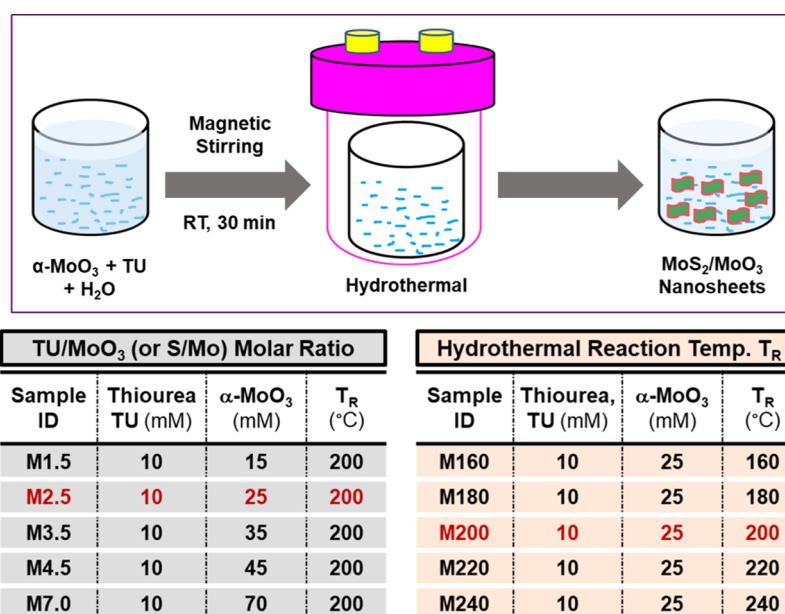 Magnetic
Stirring
RT, 30 min
α-MoO₃ + TU
+ H₂O
Hydrothermal
MoS₂/MoO₃
Nanosheets
TU/MoO₃ (or S/Mo) Molar Ratio
Sample ID Thiourea TU (mM) α-MoO₃ (mM) T_R (°C)
M1.5 10 15 200
M2.5 10 25 200
M3.5 10 35 200
M4.5 10 45 200
M7.0 10 70 200
Hydrothermal Reaction Temp. T_R
Sample ID Thiourea, TU (mM) α-MoO₃ (mM) T_R (°C)
M160 10 25 160
M180 10 25 180
M200 10 25 200
M220 10 25 220
M240 10 25 240